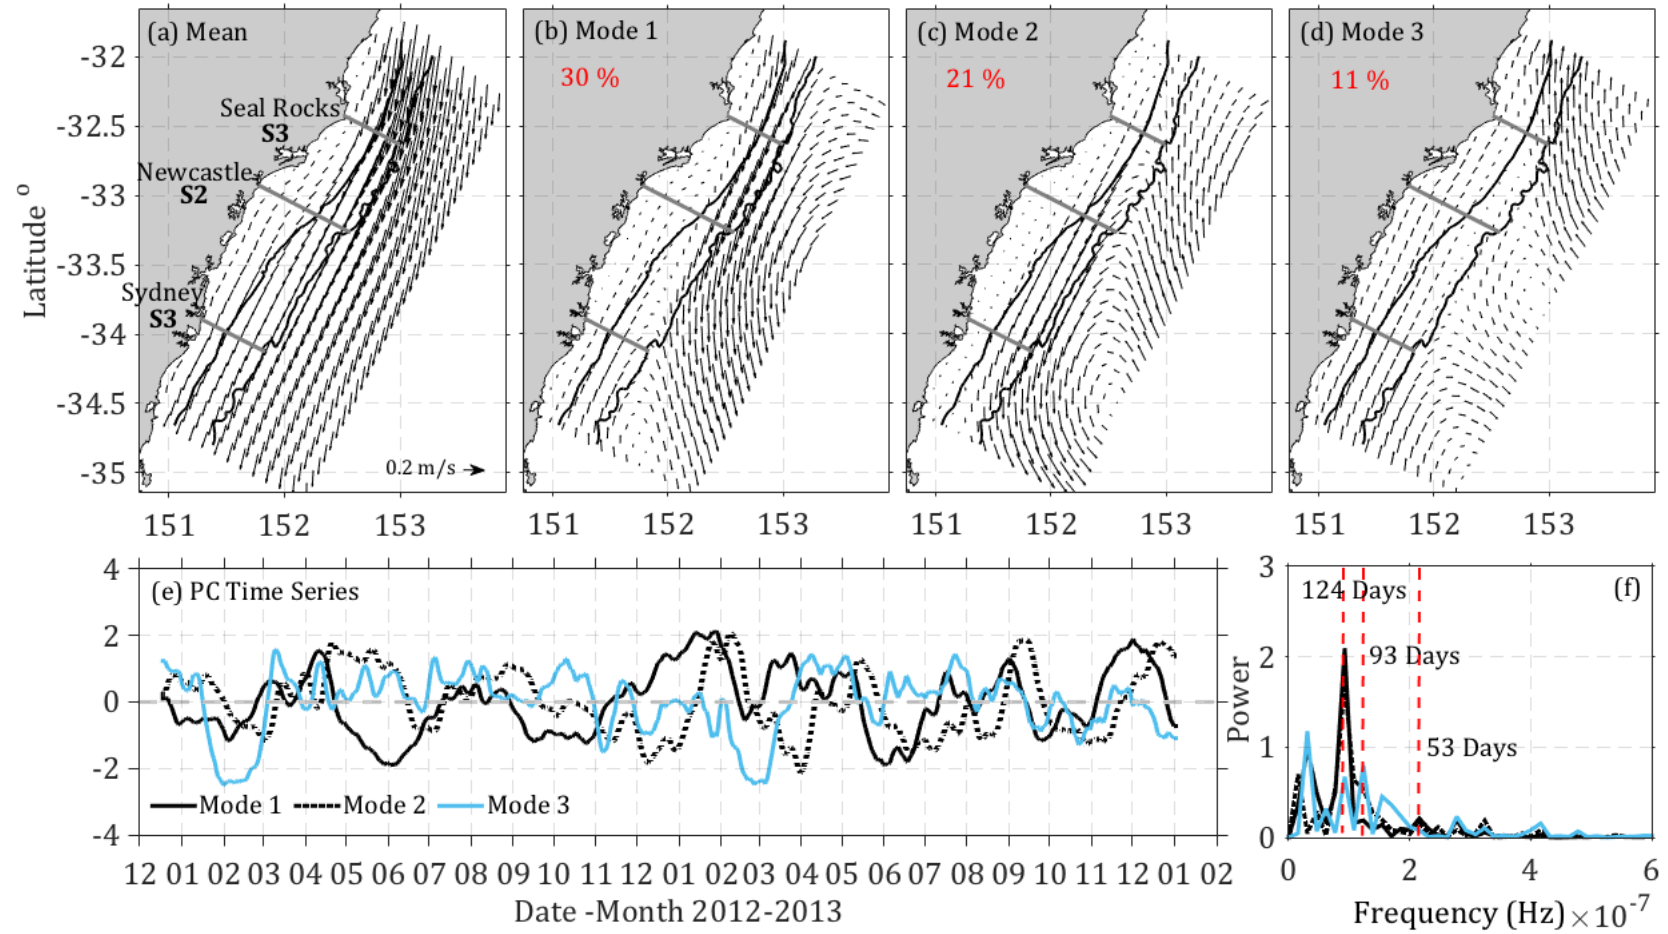 (a) Mean
(b) Mode 1
(c) Mode 2
(d) Mode 3
30 %
21 %
11 %
-32
-32.5
-33
-33.5
-34
-34.5
-35
Latitude °
Seal Rocks
S3
Newcastle
S2
Sydney
S3
0.2 m/s
151 152 153
151 152 153
151 152 153
151 152 153
(e) PC Time Series
4
2
0
-2
-4
Mode 1 Mode 2 Mode 3
12 01 02 03 04 05 06 07 08 09 10 11 12 01 02 03 04 05 06 07 08 09 10 11 12 01 02
Date -Month 2012-2013
(f)
3
2
1
0
Power
124 Days
93 Days
53 Days
0 2 4 6
Frequency (Hz) ×10⁻⁷